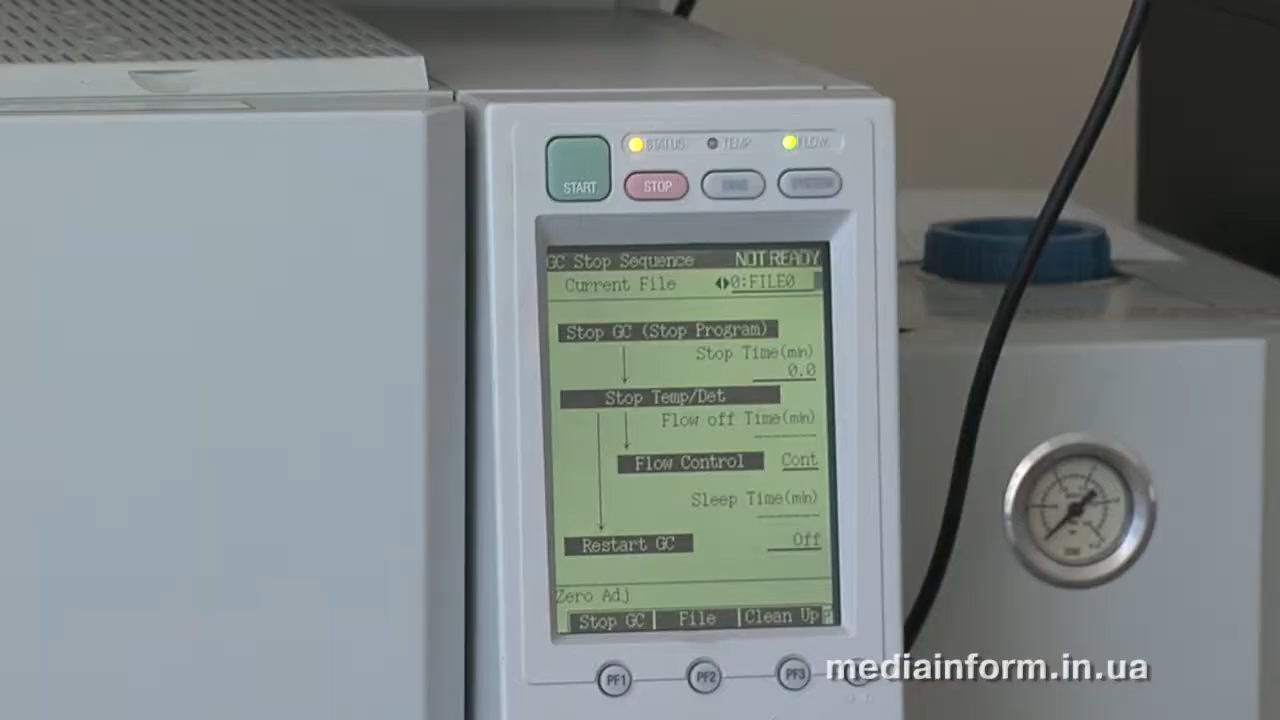 STATUS TEMP FLOW
START
STOP
SYSTEM
GC Stop Sequence NOT READY
Current File 0:FILE0
Stop GC (Stop Program)
Stop Time(min)
0.0
Stop Temp/Det
Flow off Time(min)
Flow Control Cont
Sleep Time(min)
Restart GC Off
Zero Adj
Stop GC File Clean Up
PF1 PF2 PF3
mediainform.in.ua